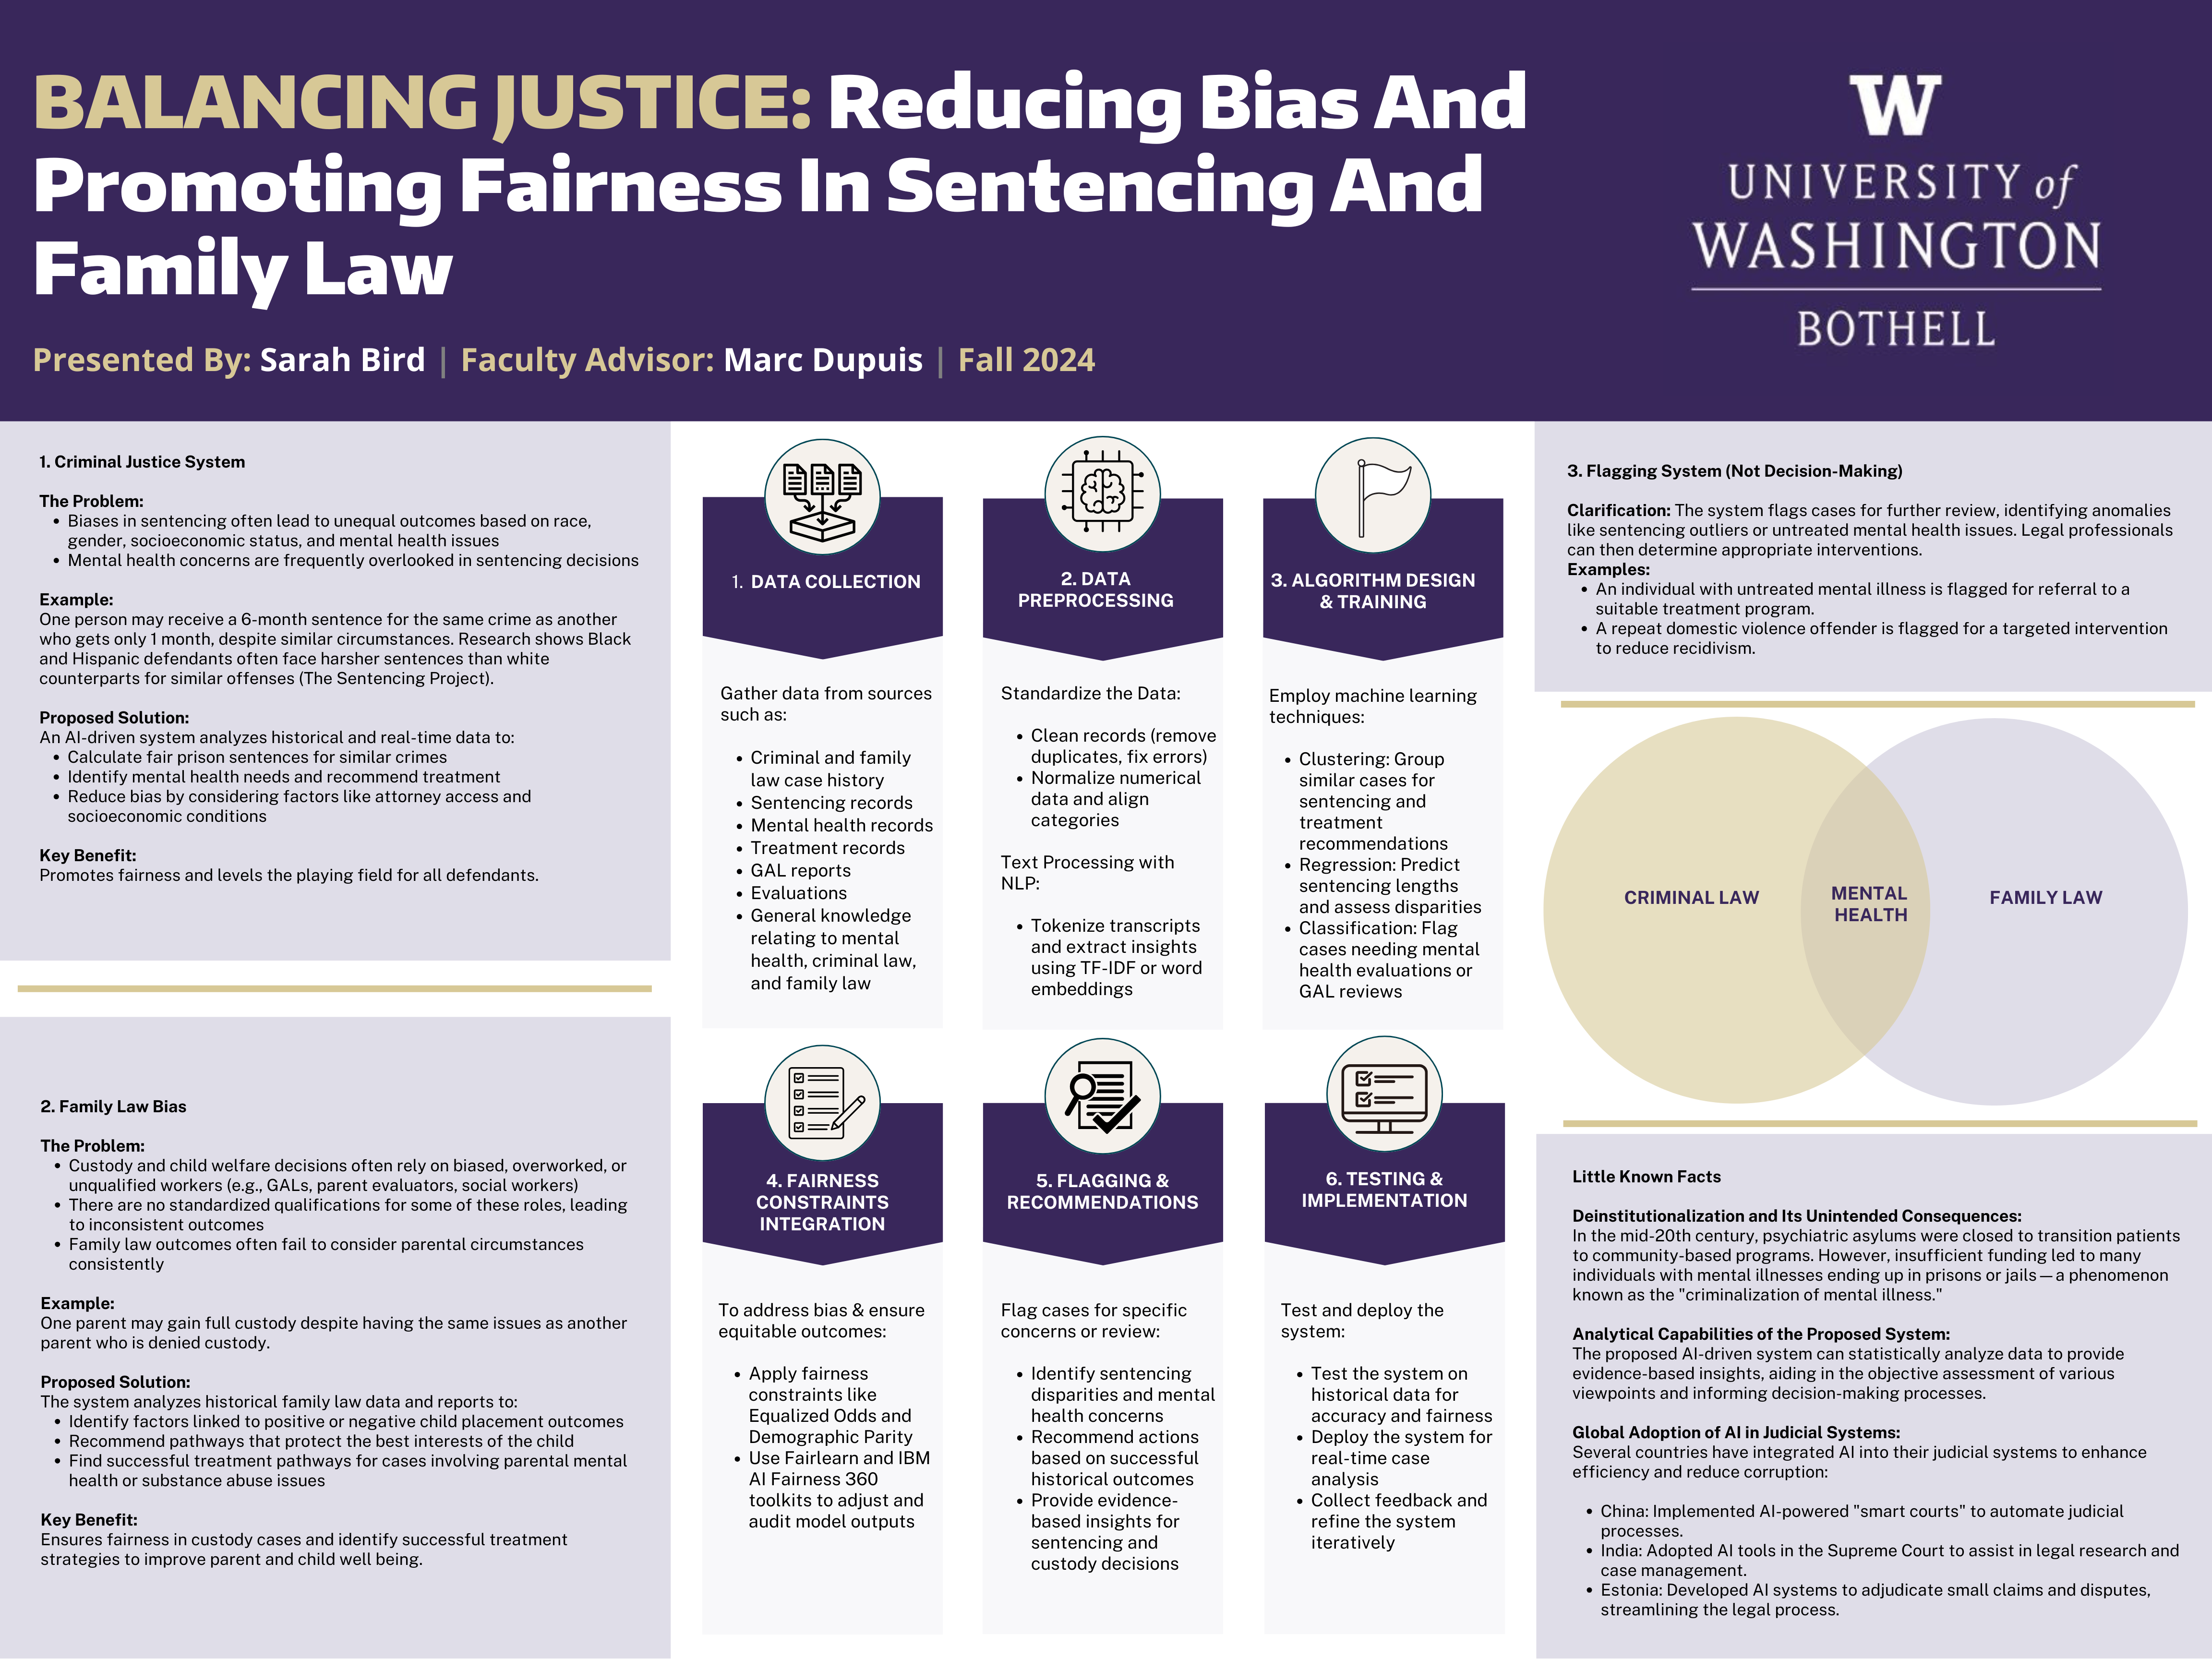 BALANCING JUSTICE: Reducing Bias And
Promoting Fairness In Sentencing And
Family Law
Presented By: Sarah Bird | Faculty Advisor: Marc Dupuis | Fall 2024
W
UNIVERSITY of
WASHINGTON
BOTHELL
1. Criminal Justice System
The Problem:
• Biases in sentencing often lead to unequal outcomes based on race,
gender, socioeconomic status, and mental health issues
• Mental health concerns are frequently overlooked in sentencing decisions
Example:
One person may receive a 6-month sentence for the same crime as another
who gets only 1 month, despite similar circumstances. Research shows Black
and Hispanic defendants often face harsher sentences than white
counterparts for similar offenses (The Sentencing Project).
Proposed Solution:
An AI-driven system analyzes historical and real-time data to:
• Calculate fair prison sentences for similar crimes
• Identify mental health needs and recommend treatment
• Reduce bias by considering factors like attorney access and
socioeconomic conditions
Key Benefit:
Promotes fairness and levels the playing field for all defendants.
2. Family Law Bias
The Problem:
• Custody and child welfare decisions often rely on biased, overworked, or
unqualified workers (e.g., GALs, parent evaluators, social workers)
• There are no standardized qualifications for some of these roles, leading
to inconsistent outcomes
• Family law outcomes often fail to consider parental circumstances
consistently
Example:
One parent may gain full custody despite having the same issues as another
parent who is denied custody.
Proposed Solution:
The system analyzes historical family law data and reports to:
• Identify factors linked to positive or negative child placement outcomes
• Recommend pathways that protect the best interests of the child
• Find successful treatment pathways for cases involving parental mental
health or substance abuse issues
Key Benefit:
Ensures fairness in custody cases and identify successful treatment
strategies to improve parent and child well being.
1. DATA COLLECTION
Gather data from sources
such as:
• Criminal and family
law case history
• Sentencing records
• Mental health records
• Treatment records
• GAL reports
• Evaluations
• General knowledge
relating to mental
health, criminal law,
and family law
2. DATA
PREPROCESSING
Standardize the Data:
• Clean records (remove
duplicates, fix errors)
• Normalize numerical
data and align
categories
Text Processing with
NLP:
• Tokenize transcripts
and extract insights
using TF-IDF or word
embeddings
3. ALGORITHM DESIGN
& TRAINING
Employ machine learning
techniques:
• Clustering: Group
similar cases for
sentencing and
treatment
recommendations
• Regression: Predict
sentencing lengths
and assess disparities
• Classification: Flag
cases needing mental
health evaluations or
GAL reviews
4. FAIRNESS
CONSTRAINTS
INTEGRATION
To address bias & ensure
equitable outcomes:
• Apply fairness
constraints like
Equalized Odds and
Demographic Parity
• Use Fairlearn and IBM
AI Fairness 360
toolkits to adjust and
audit model outputs
5. FLAGGING &
RECOMMENDATIONS
Flag cases for specific
concerns or review:
• Identify sentencing
disparities and mental
health concerns
• Recommend actions
based on successful
historical outcomes
• Provide evidence-
based insights for
sentencing and
custody decisions
6. TESTING &
IMPLEMENTATION
Test and deploy the
system:
• Test the system on
historical data for
accuracy and fairness
• Deploy the system for
real-time case
analysis
• Collect feedback and
refine the system
iteratively
3. Flagging System (Not Decision-Making)
Clarification: The system flags cases for further review, identifying anomalies
like sentencing outliers or untreated mental health issues. Legal professionals
can then determine appropriate interventions.
Examples:
• An individual with untreated mental illness is flagged for referral to a
suitable treatment program.
• A repeat domestic violence offender is flagged for a targeted intervention
to reduce recidivism.
CRIMINAL LAW
MENTAL
HEALTH
FAMILY LAW
Little Known Facts
Deinstitutionalization and Its Unintended Consequences:
In the mid-20th century, psychiatric asylums were closed to transition patients
to community-based programs. However, insufficient funding led to many
individuals with mental illnesses ending up in prisons or jails—a phenomenon
known as the "criminalization of mental illness."
Analytical Capabilities of the Proposed System:
The proposed AI-driven system can statistically analyze data to provide
evidence-based insights, aiding in the objective assessment of various
viewpoints and informing decision-making processes.
Global Adoption of AI in Judicial Systems:
Several countries have integrated AI into their judicial systems to enhance
efficiency and reduce corruption:
• China: Implemented AI-powered "smart courts" to automate judicial
processes.
• India: Adopted AI tools in the Supreme Court to assist in legal research and
case management.
• Estonia: Developed AI systems to adjudicate small claims and disputes,
streamlining the legal process.